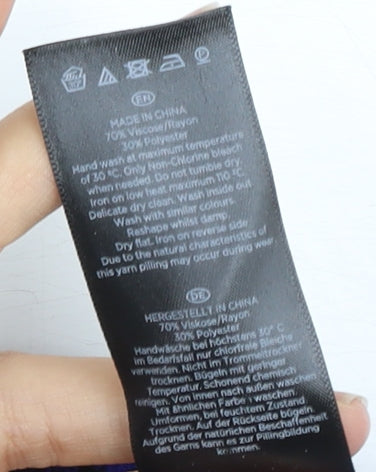 EN
MADE IN CHINA
70% Viscose/Rayon
30% Polyester
Hand wash at maximum temperature
of 30 °C. Only Non-Chlorine bleach
when needed. Do not tumble dry.
Iron on low heat maximum 110 °C.
Delicate dry clean. Wash inside out
Wash with similar colours.
Reshape whilst damp.
Dry flat. Iron on reverse side
Due to the natural characteristics of
this yarn pilling may occur during wear
DE
HERGESTELLT IN CHINA
70% Viskose/Rayon
30% Polyester
Handwäsche bei höchstens 30° C
im Bedarfsfall nur chlorfreie Bleiche
verwenden. Nicht im Trommeltrockner
trocknen. Bügeln mit geringer
Temperatur. Schonend chemisch
reinigen. Von innen nach außen waschen
Mit ähnlichen Farben waschen
Umformen, bei feuchtem Zustand
Trocknen. Auf der Rückseite bügeln.
Aufgrund der natürlichen Beschaffenheit
des Garns kann es zur Pillingbildung
kommen.